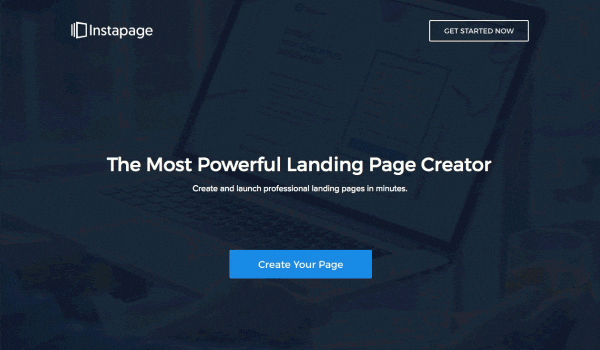 Instapage
GET STARTED NOW
The Most Powerful Landing Page Creator
Create and launch professional landing pages in minutes.
Create Your Page